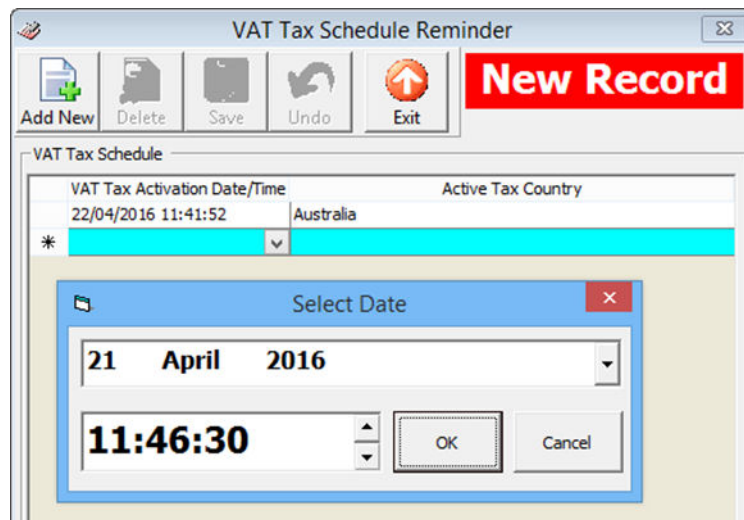 VAT Tax Schedule Reminder
New Record
Add New Delete Save Undo Exit
VAT Tax Schedule
VAT Tax Activation Date/Time Active Tax Country
22/04/2016 11:41:52 Australia
Select Date
21 April 2016
11:46:30 OK Cancel